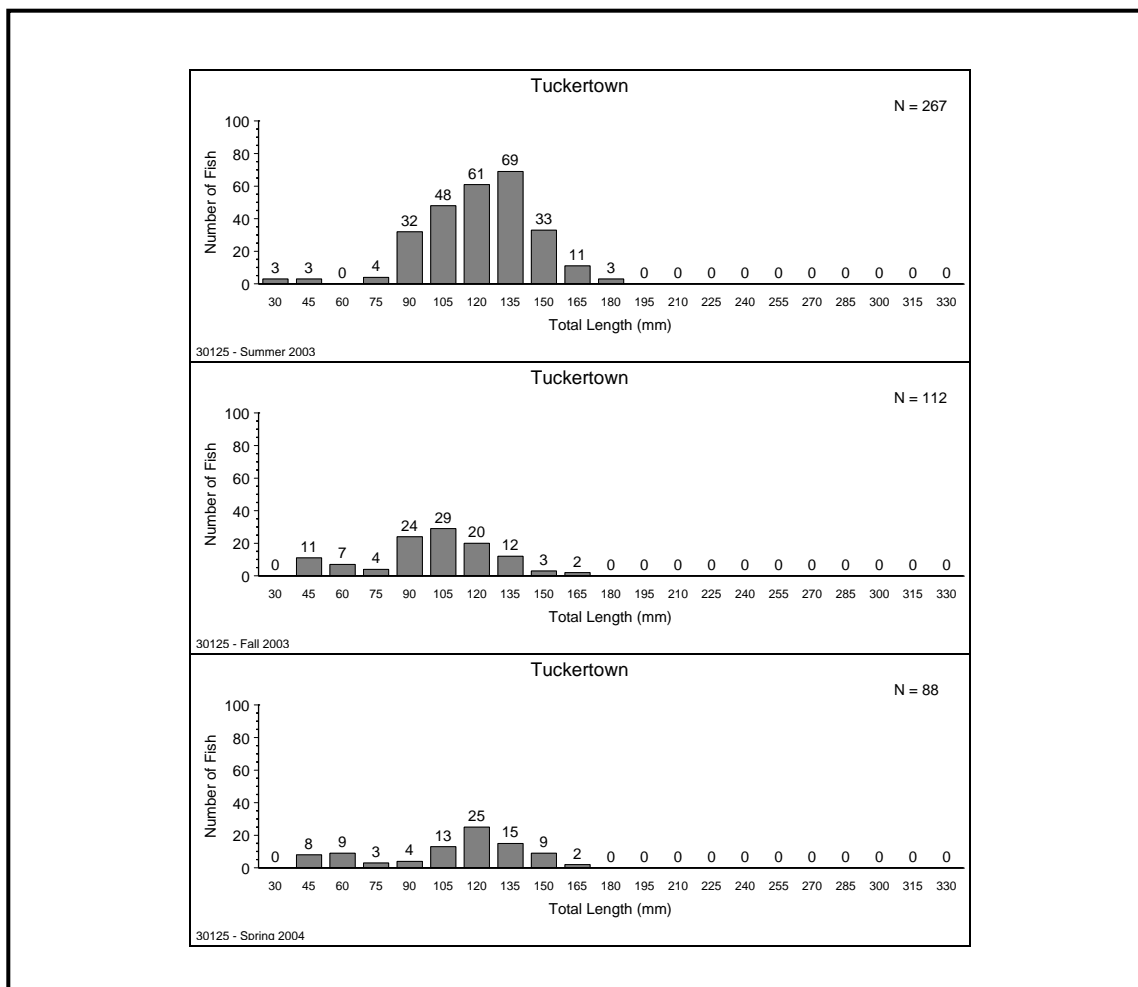 Tuckertown
N = 267
100
80
60
40
20
0
Number of Fish
3 3 0 4 32 48 61 69 33 11 3 0 0 0 0 0 0 0 0 0 0
30 45 60 75 90 105 120 135 150 165 180 195 210 225 240 255 270 285 300 315 330
Total Length (mm)
30125 - Summer 2003
Tuckertown
N = 112
100
80
60
40
20
0
Number of Fish
0 11 7 4 24 29 20 12 3 2 0 0 0 0 0 0 0 0 0 0 0
30 45 60 75 90 105 120 135 150 165 180 195 210 225 240 255 270 285 300 315 330
Total Length (mm)
30125 - Fall 2003
Tuckertown
N = 88
100
80
60
40
20
0
Number of Fish
0 8 9 3 4 13 25 15 9 2 0 0 0 0 0 0 0 0 0 0 0
30 45 60 75 90 105 120 135 150 165 180 195 210 225 240 255 270 285 300 315 330
Total Length (mm)
30125 - Spring 2004